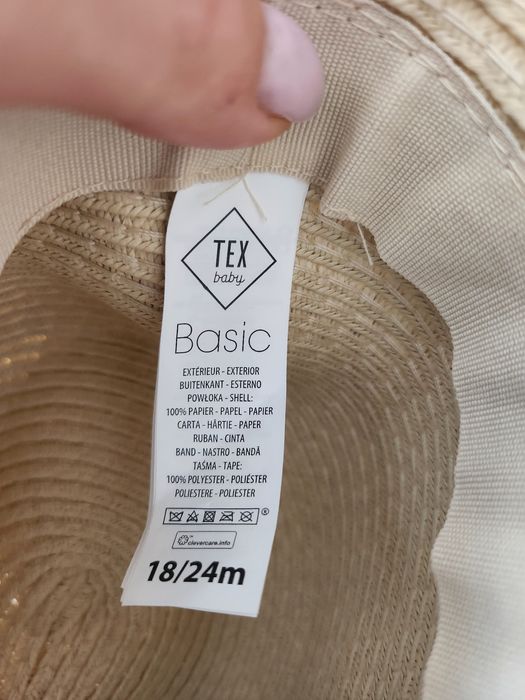 TEX
baby
Basic
EXTÉRIEUR - EXTERIOR
BUITENKANT - ESTERNO
POWŁOKA - SHELL:
100% PAPIER - PAPEL - PAPIER
CARTA - HÂRTIE - PAPER
RUBAN - CINTA
BAND - NASTRO - BANDĂ
TAŚMA - TAPE:
100% POLYESTER - POLIÉSTER
POLIESTERE - POLIESTER
®
clevercare.info
18/24m